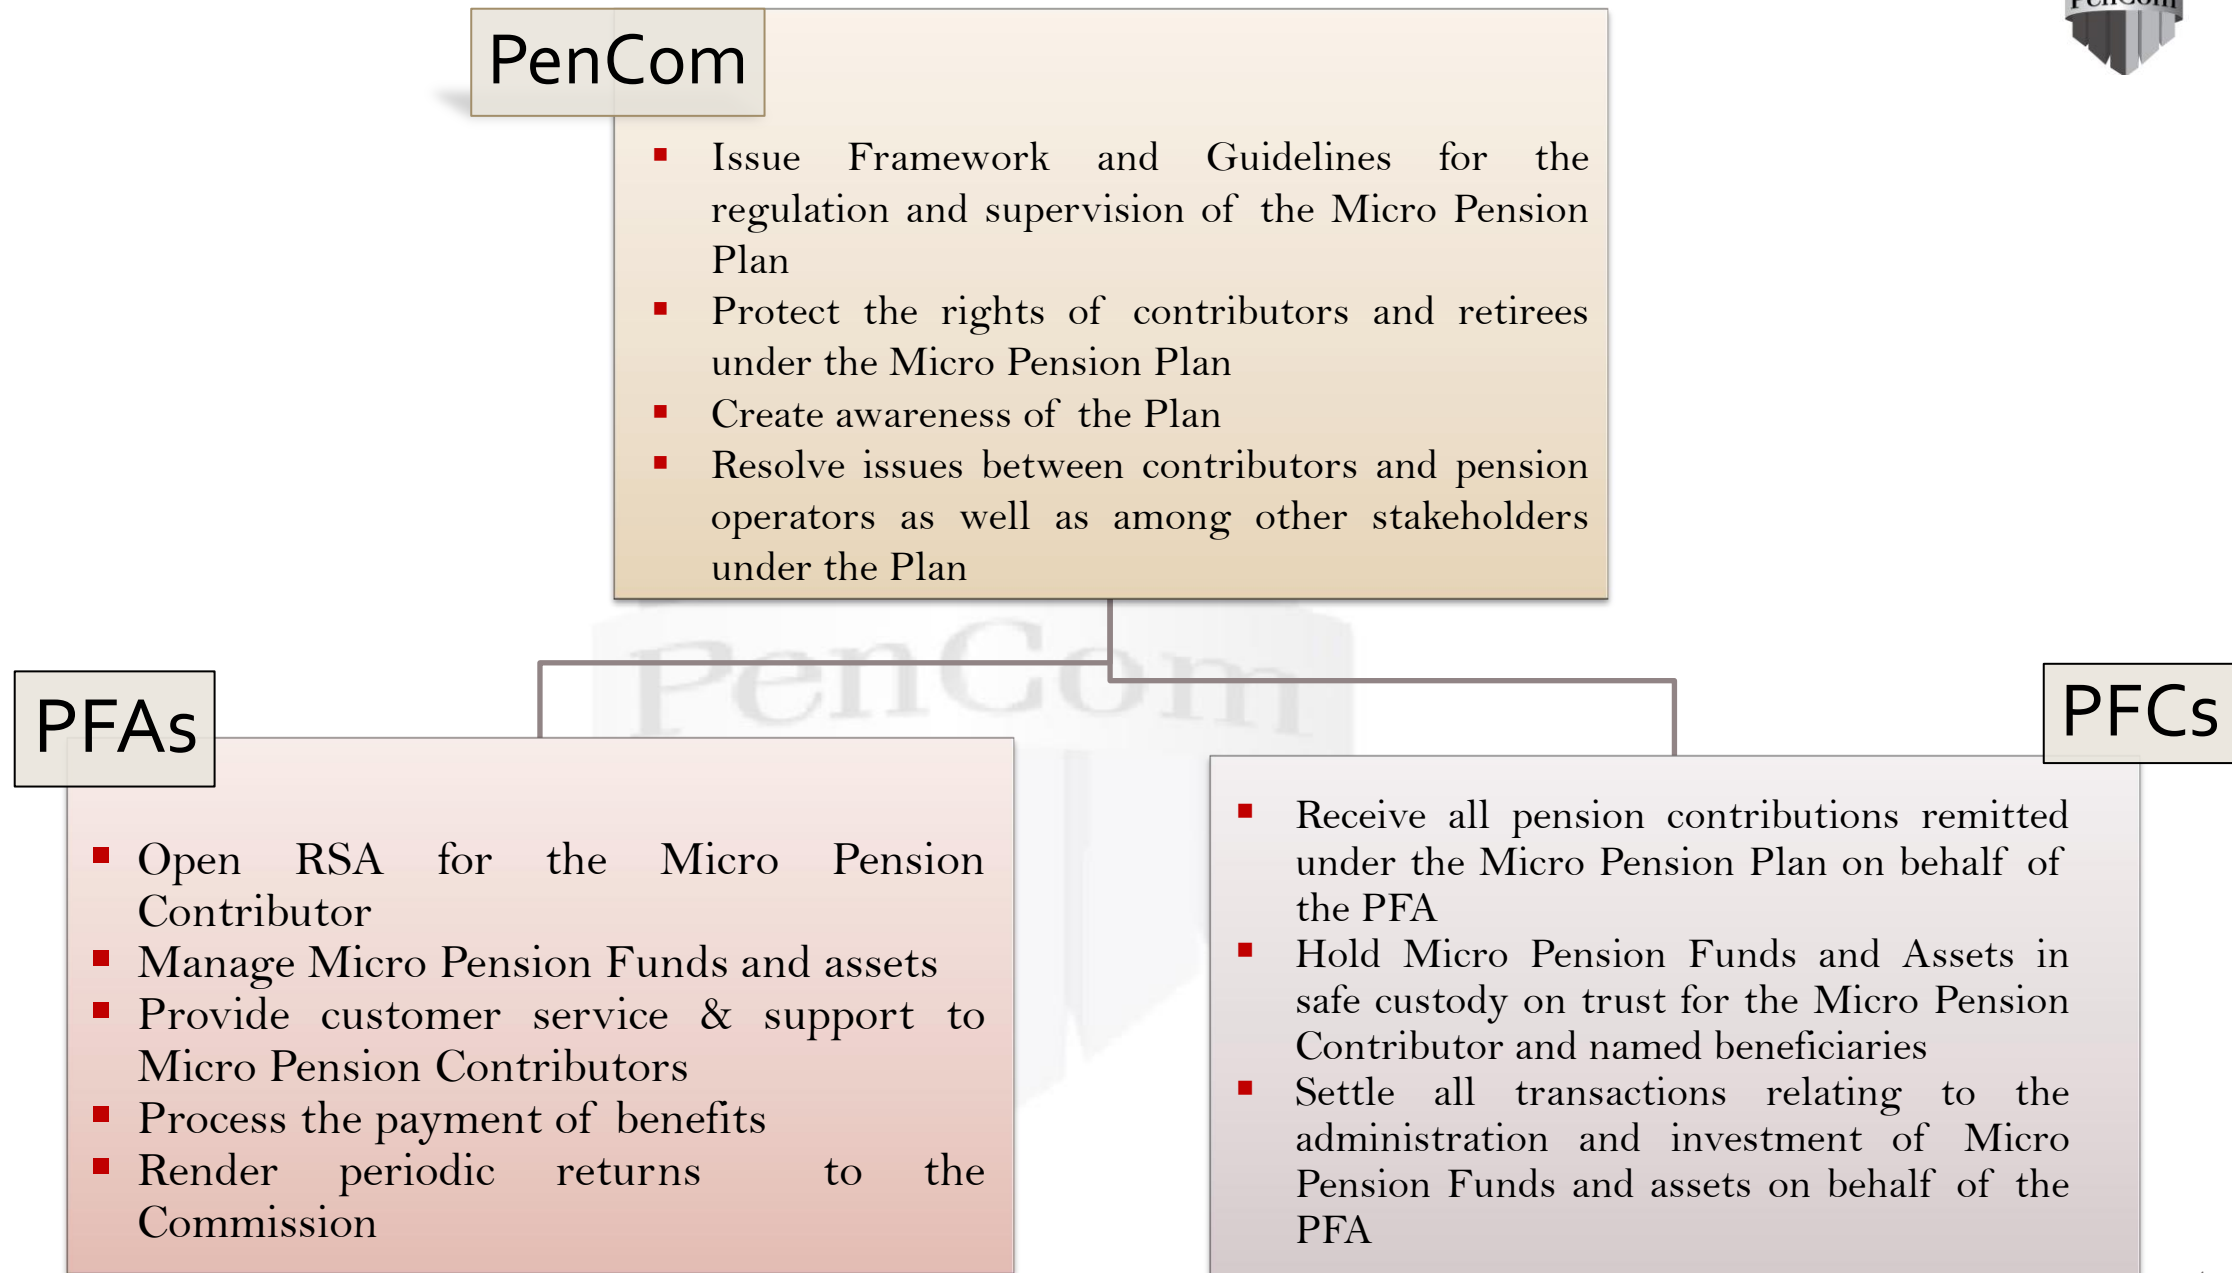 PenCom
PenCom
Issue Framework and Guidelines for the
regulation and supervision of the Micro Pension
Plan
Protect the rights of contributors and retirees
under the Micro Pension Plan
Create awareness of the Plan
Resolve issues between contributors and pension
operators as well as among other stakeholders
under the Plan
PenCom
PFAs
Open RSA for the Micro Pension
Contributor
Manage Micro Pension Funds and assets
Provide customer service & support to
Micro Pension Contributors
Process the payment of benefits
Render periodic returns to the
Commission
PFCs
Receive all pension contributions remitted
under the Micro Pension Plan on behalf of
the PFA
Hold Micro Pension Funds and Assets in
safe custody on trust for the Micro Pension
Contributor and named beneficiaries
Settle all transactions relating to the
administration and investment of Micro
Pension Funds and assets on behalf of the
PFA